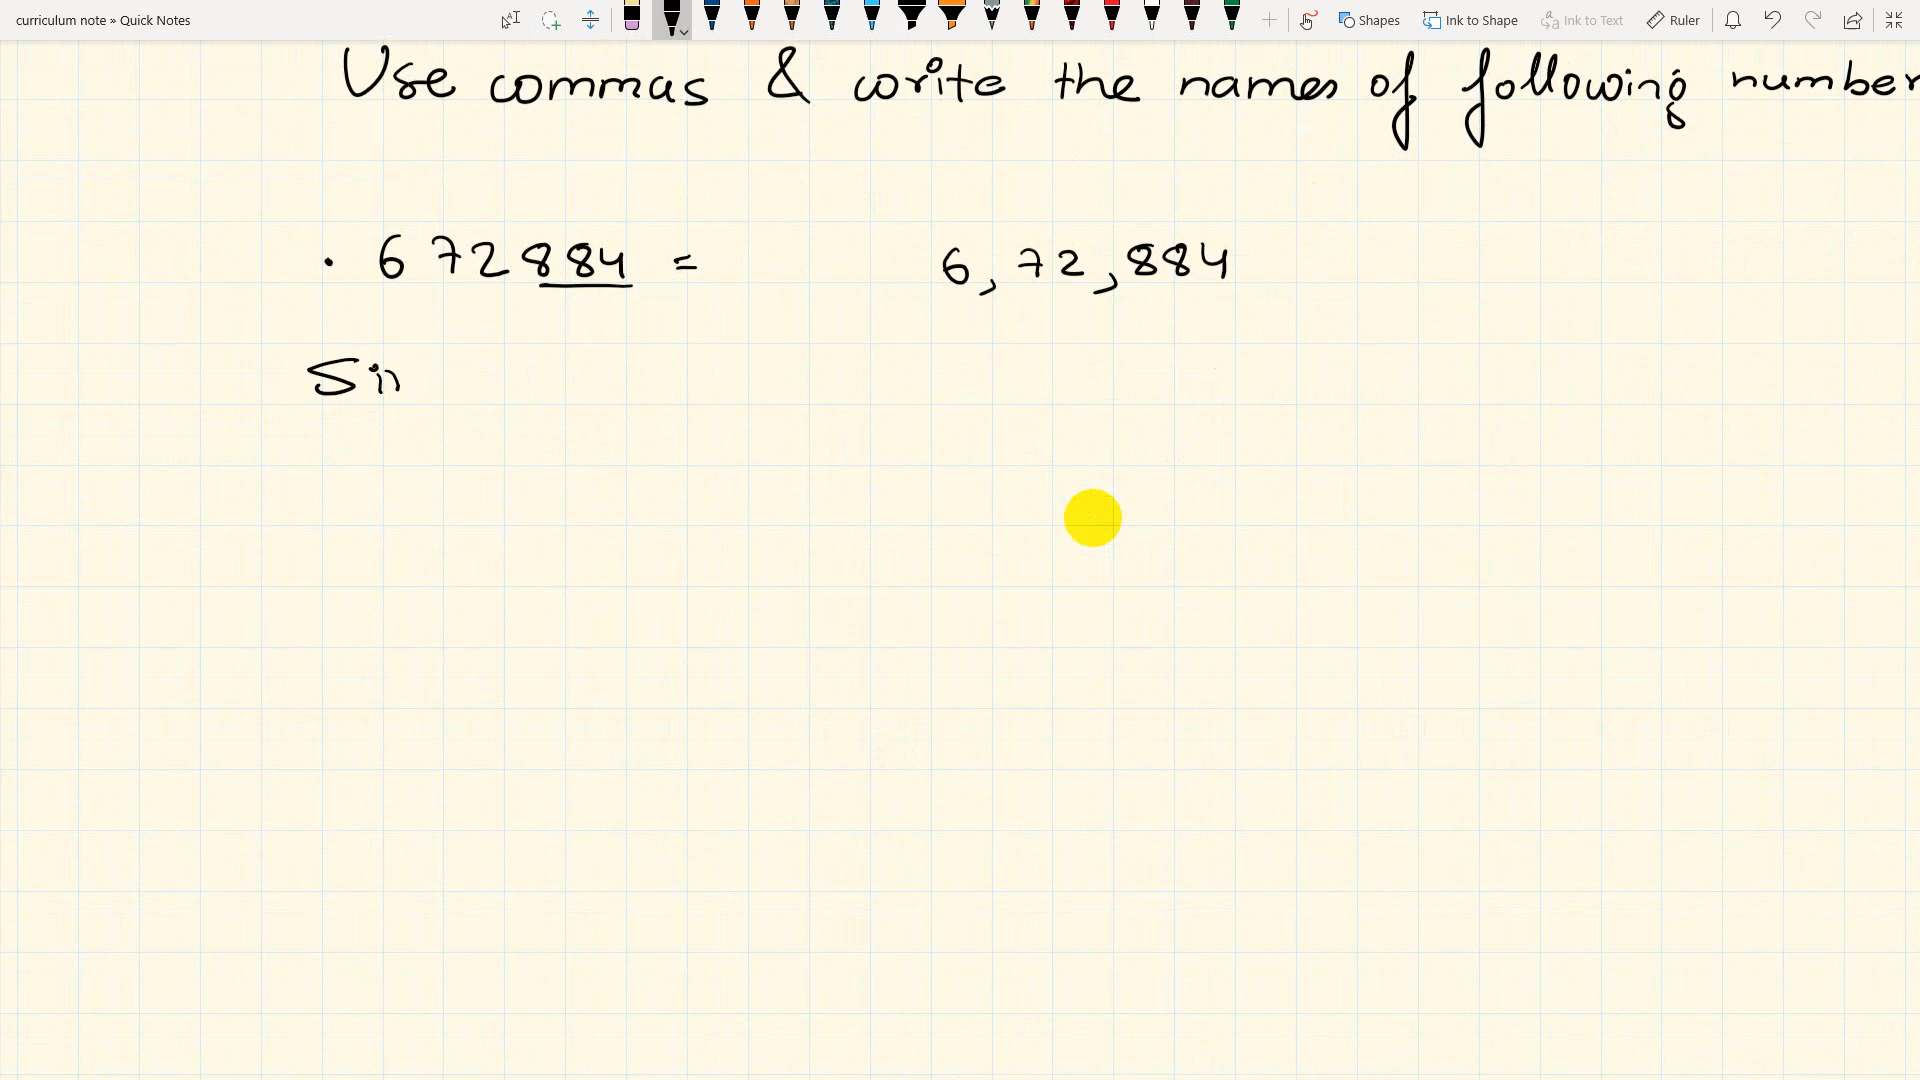 curriculum note » Quick Notes Shapes Ink to Shape Ink to Text Ruler
Use commas & write the names of following number
. 672884 = 6,72,884
Sin